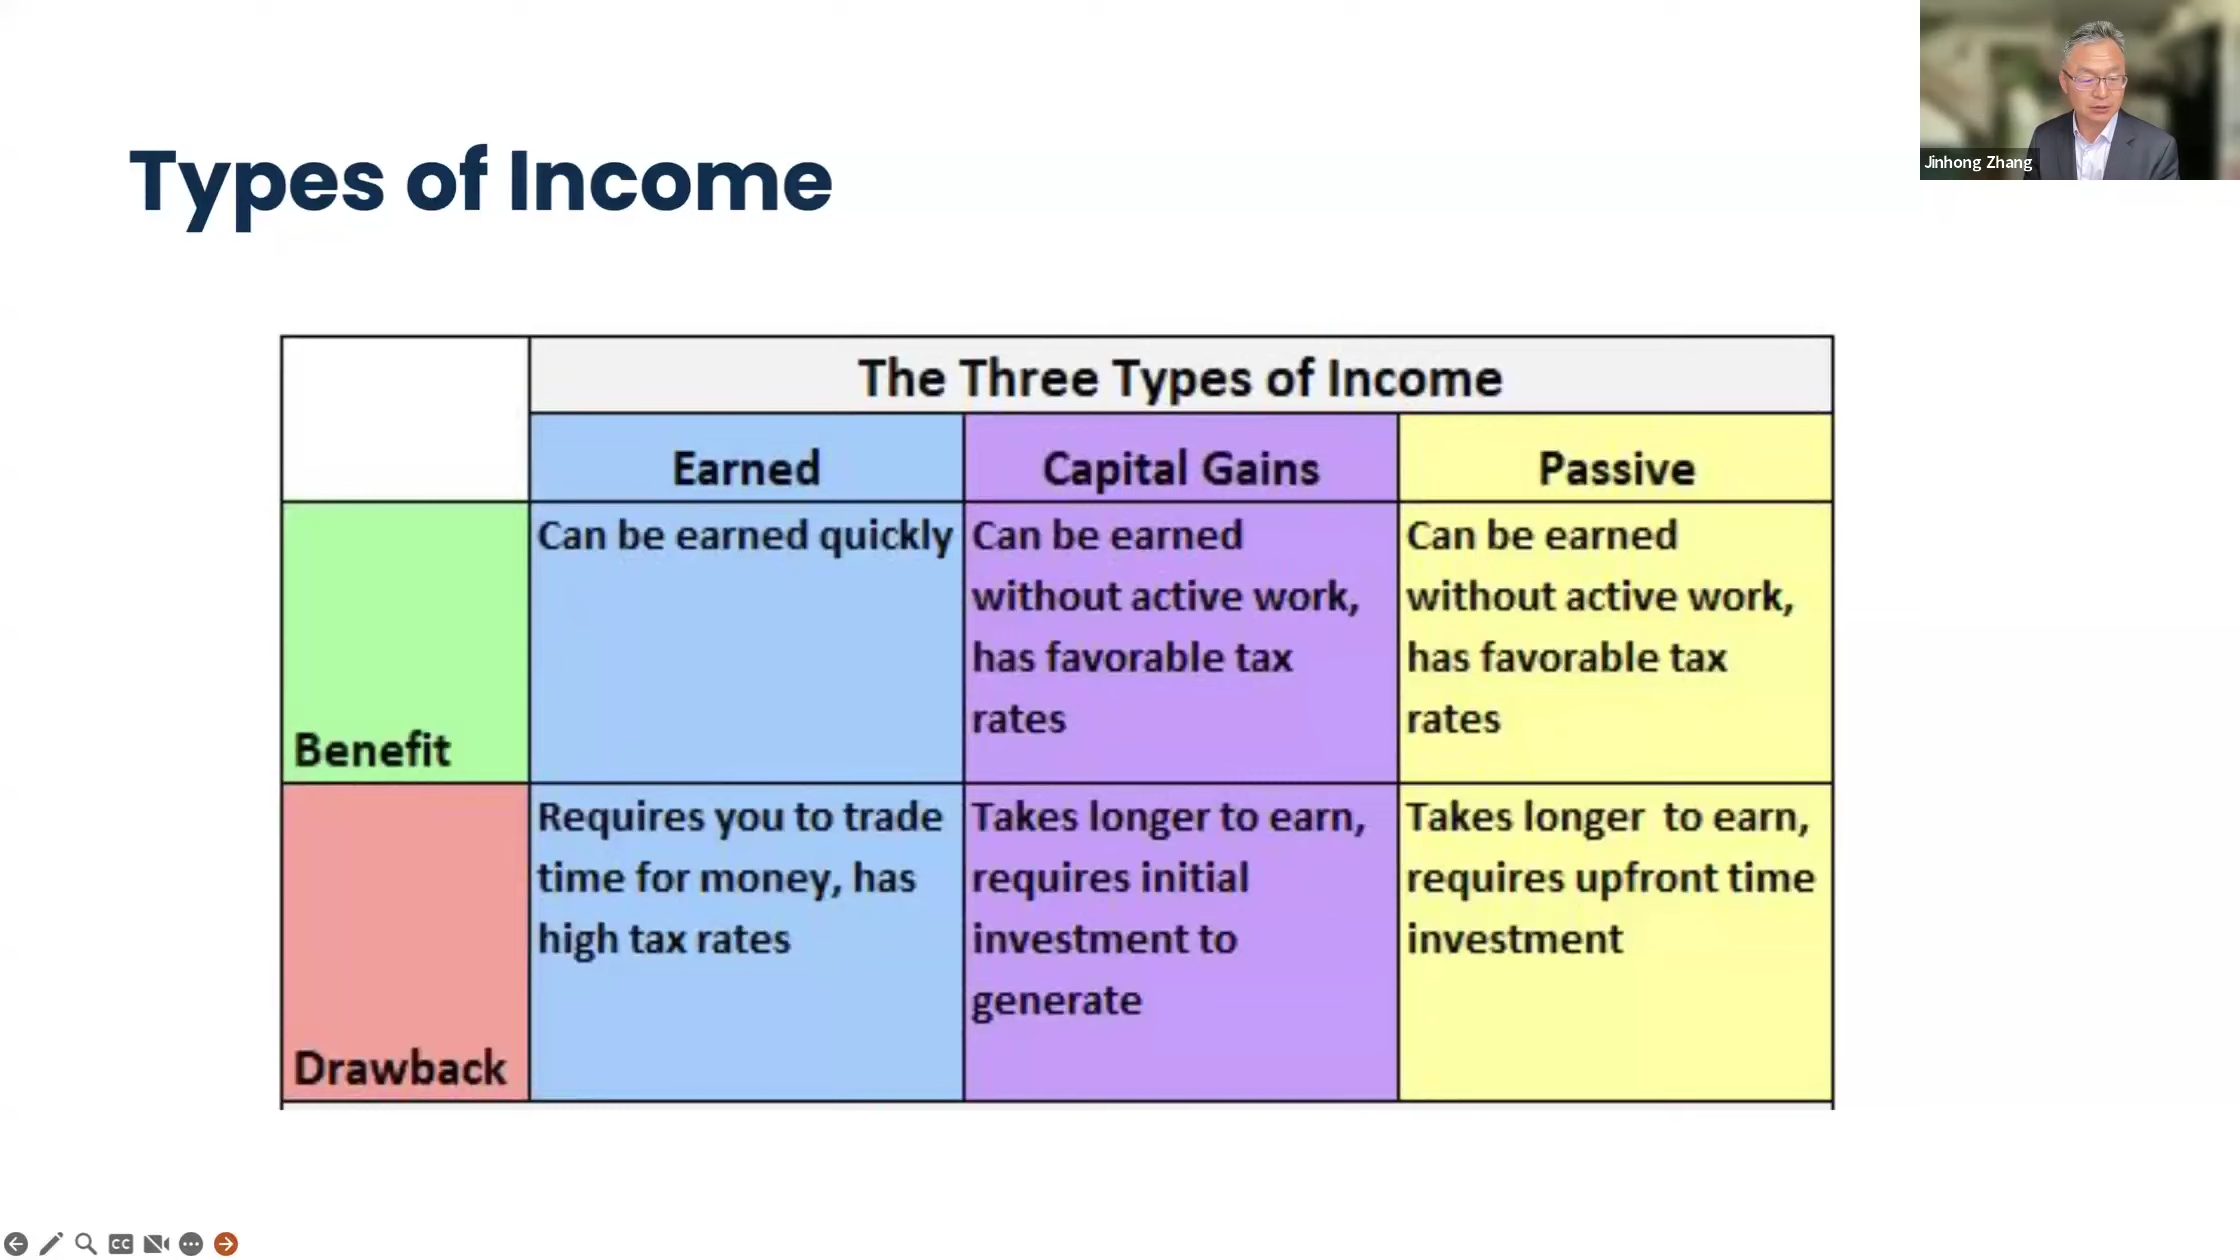 Jinhong Zhang
Types of Income
The Three Types of Income
Earned
Capital Gains
Passive
Benefit
Can be earned quickly
Can be earned
without active work,
has favorable tax
rates
Can be earned
without active work,
has favorable tax
rates
Drawback
Requires you to trade
time for money, has
high tax rates
Takes longer to earn,
requires initial
investment to
generate
Takes longer to earn,
requires upfront time
investment
CC